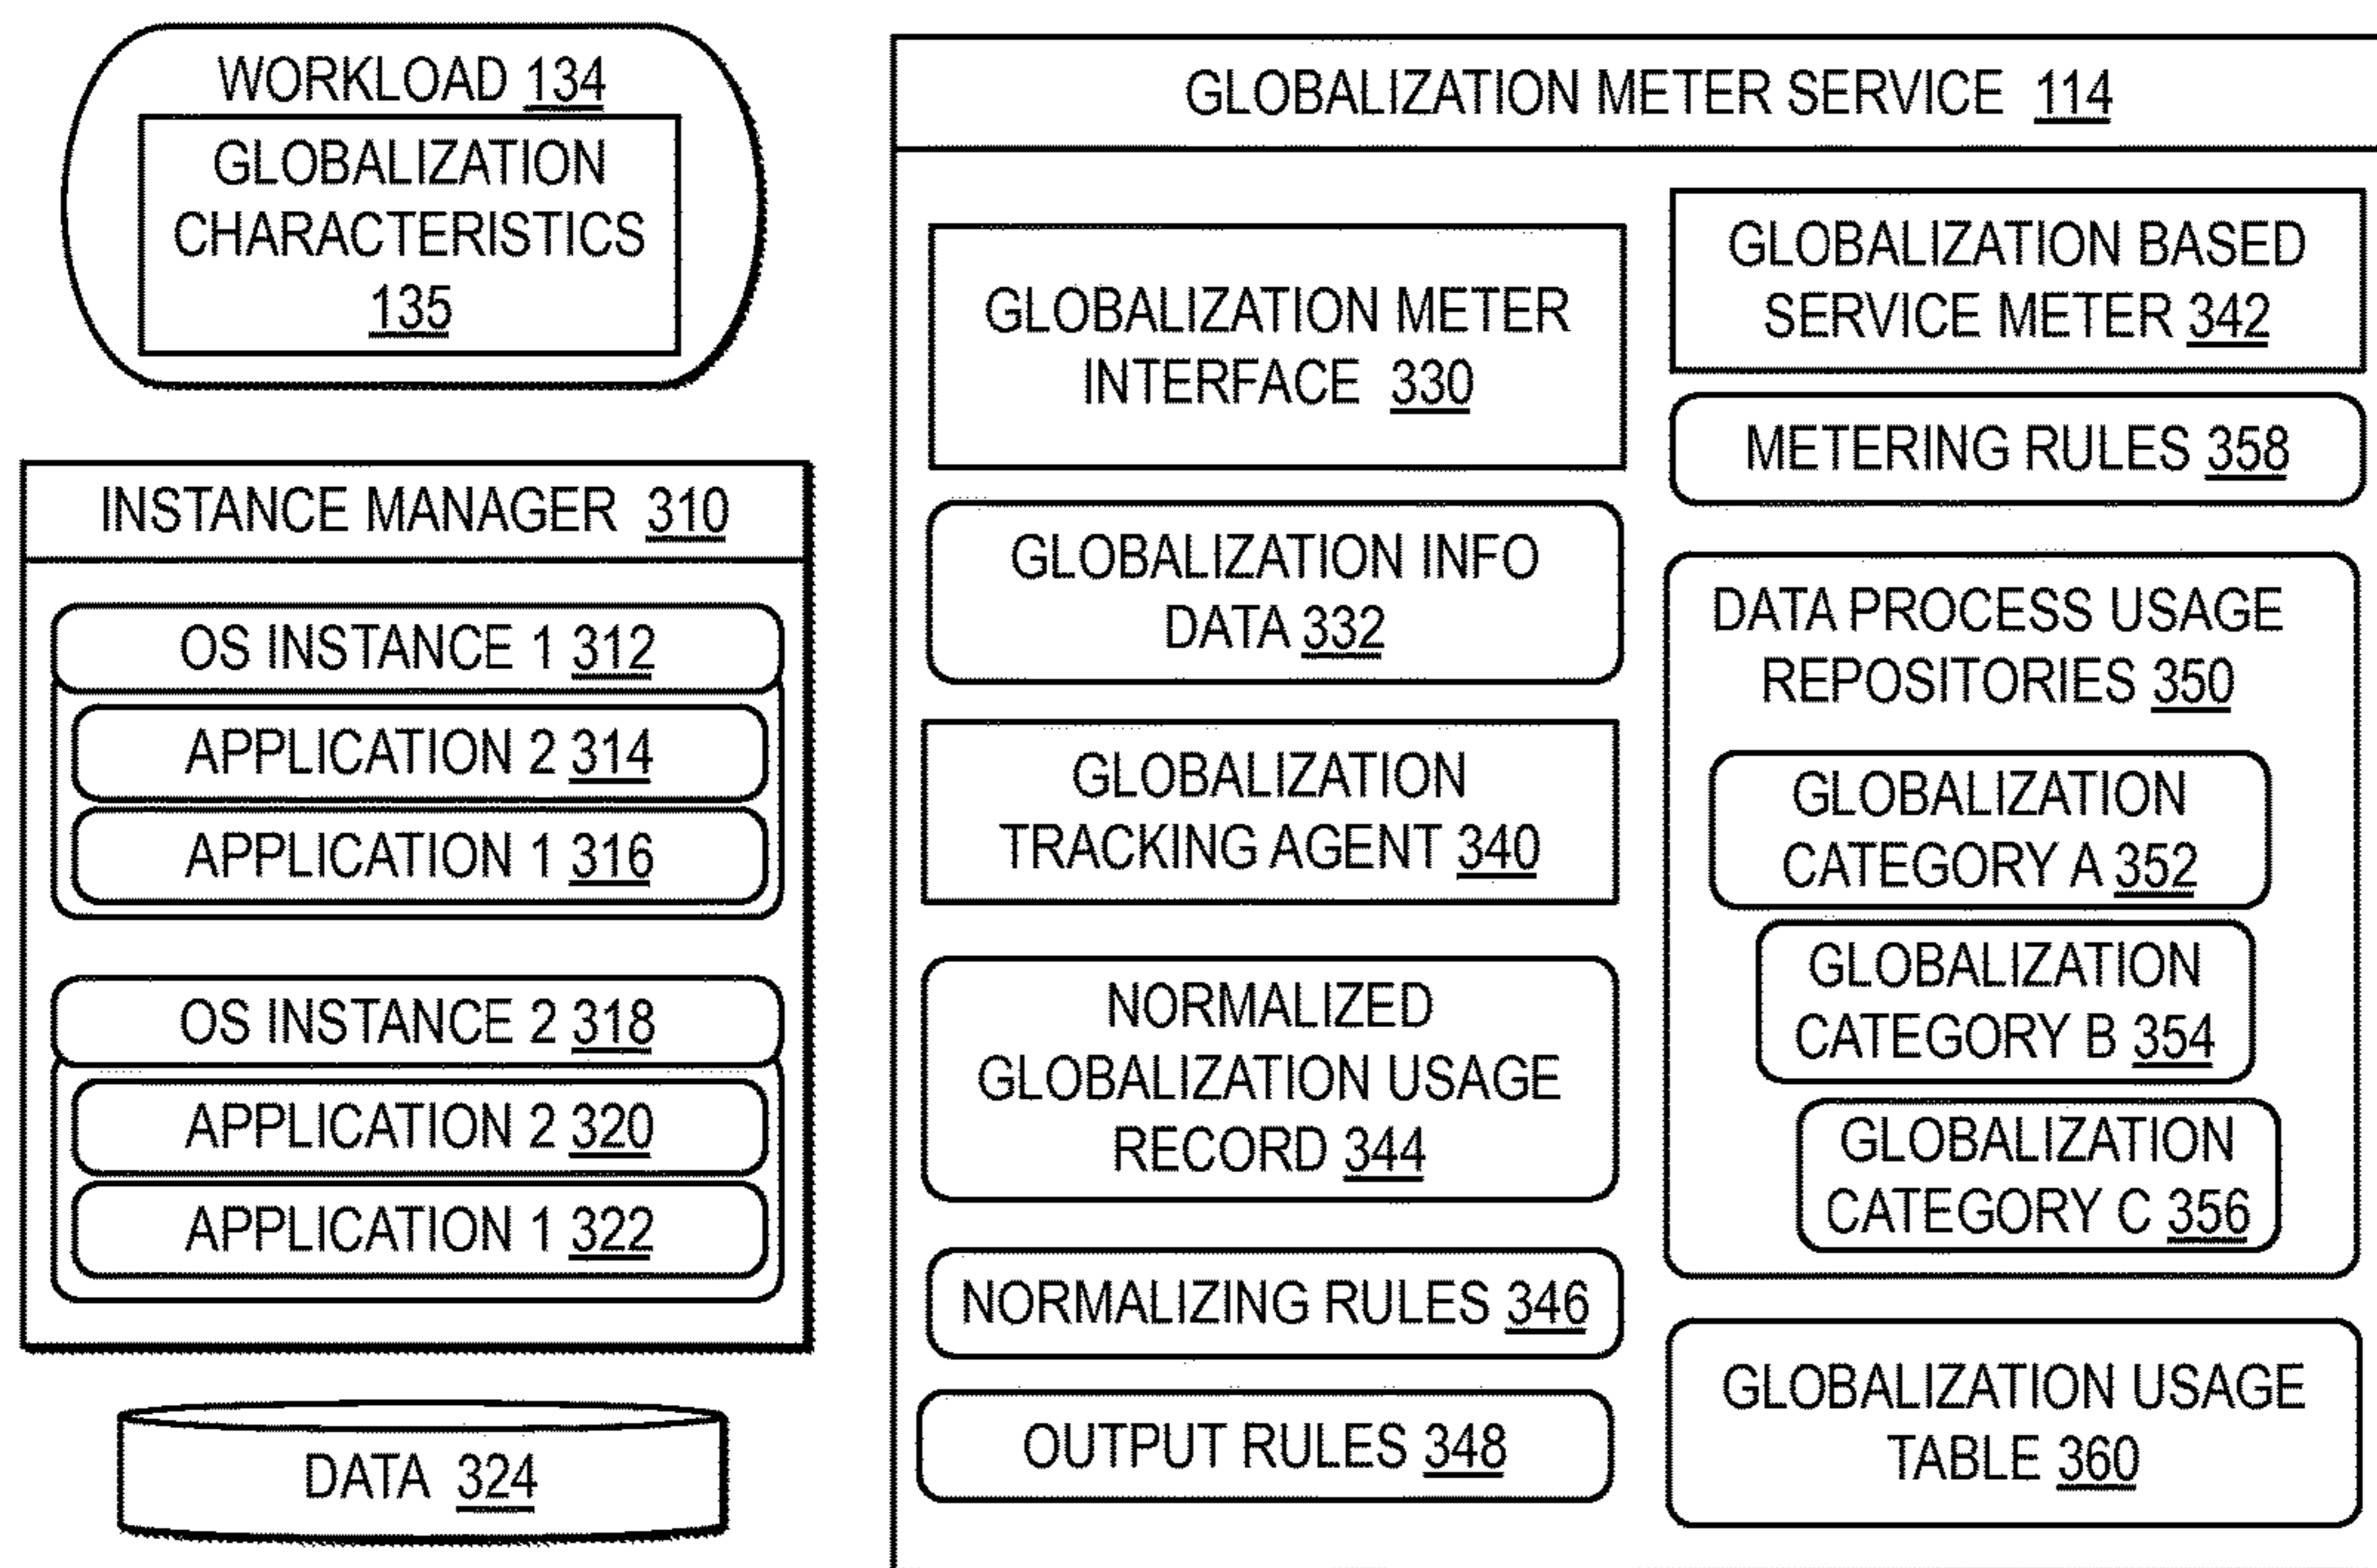 WORKLOAD 134
GLOBALIZATION
CHARACTERISTICS
135
INSTANCE MANAGER 310
OS INSTANCE 1 312
APPLICATION 2 314
APPLICATION 1 316
OS INSTANCE 2 318
APPLICATION 2 320
APPLICATION 1 322
DATA 324
GLOBALIZATION METER SERVICE 114
GLOBALIZATION METER
INTERFACE 330
GLOBALIZATION INFO
DATA 332
GLOBALIZATION
TRACKING AGENT 340
NORMALIZED
GLOBALIZATION USAGE
RECORD 344
NORMALIZING RULES 346
OUTPUT RULES 348
GLOBALIZATION BASED
SERVICE METER 342
METERING RULES 358
DATA PROCESS USAGE
REPOSITORIES 350
GLOBALIZATION
CATEGORY A 352
GLOBALIZATION
CATEGORY B 354
GLOBALIZATION
CATEGORY C 356
GLOBALIZATION USAGE
TABLE 360